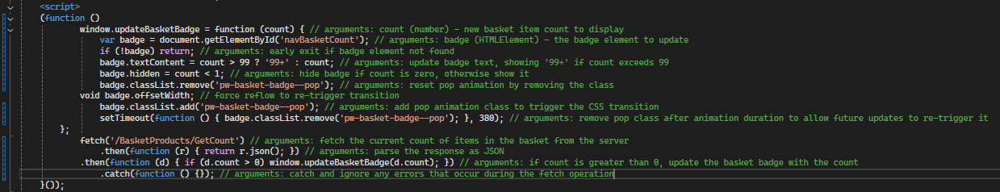 <script>
(function ()
window.updateBasketBadge = function (count) { // arguments: count (number) - new basket item count to display
var badge = document.getElementById('navBasketCount'); // arguments: badge (HTMLElement) - the badge element to update
if (!badge) return; // arguments: early exit if badge element not found
badge.textContent = count > 99 ? '99+' : count; // arguments: update badge text, showing '99+' if count exceeds 99
badge.hidden = count < 1; // arguments: hide badge if count is zero, otherwise show it
badge.classList.remove('pw-basket-badge--pop'); // arguments: reset pop animation by removing the class
void badge.offsetWidth; // force reflow to re-trigger transition
badge.classList.add('pw-basket-badge--pop'); // arguments: add pop animation class to trigger the CSS transition
setTimeout(function () { badge.classList.remove('pw-basket-badge--pop'); }, 380); // arguments: remove pop class after animation duration to allow future updates to re-trigger it
};
fetch('/BasketProducts/GetCount') // arguments: fetch the current count of items in the basket from the server
.then(function (r) { return r.json(); }) // arguments: parse the response as JSON
.then(function (d) { if (d.count > 0) window.updateBasketBadge(d.count); }) // arguments: if count is greater than 0, update the basket badge with the count
.catch(function () {}); // arguments: catch and ignore any errors that occur during the fetch operation
}());